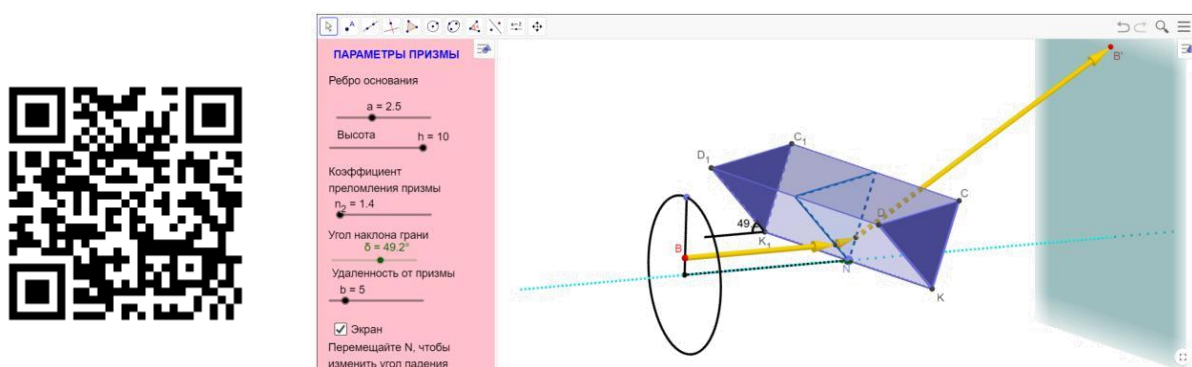 ПАРАМЕТРЫ ПРИЗМЫ
Ребро основания
a = 2.5
Высота
h = 10
Коэффициент
преломления призмы
n₂ = 1.4
Угол наклона грани
δ = 49.2°
Удаленность от призмы
b = 5
Экран
Перемещайте N, чтобы
изменить угол падения
A
a=2
B'
C₁
D₁
C
D
49.
K₁
B
N
K